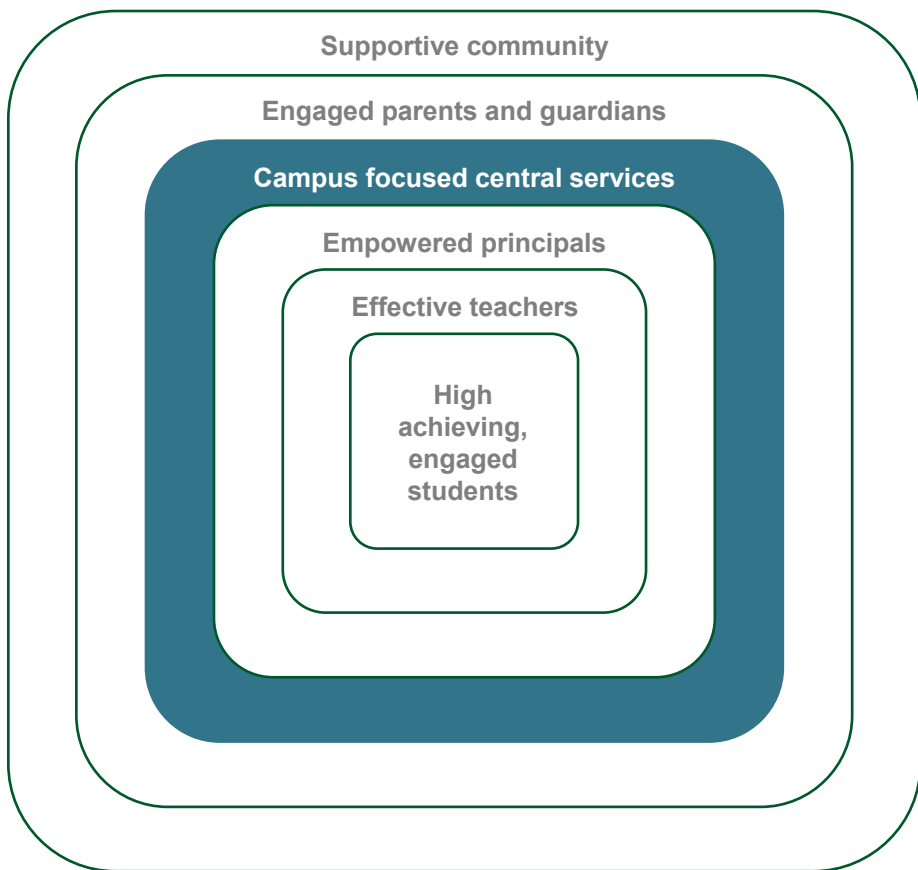 Supportive community
Engaged parents and guardians
Campus focused central services
Empowered principals
Effective teachers
High
achieving,
engaged
students